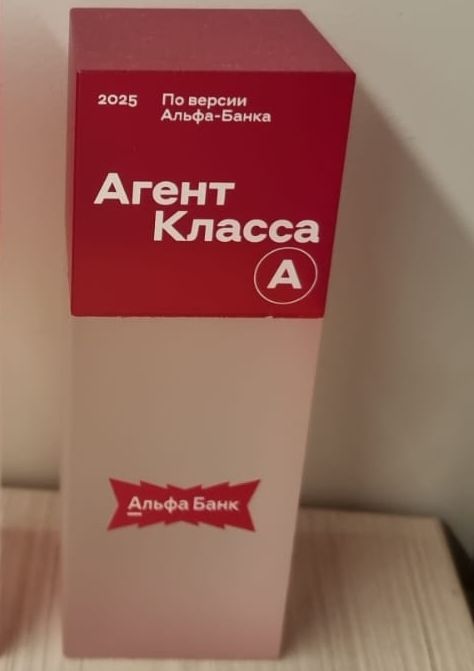 2025
По версии
Альфа-Банка
Агент
Класса
А
Альфа Банк